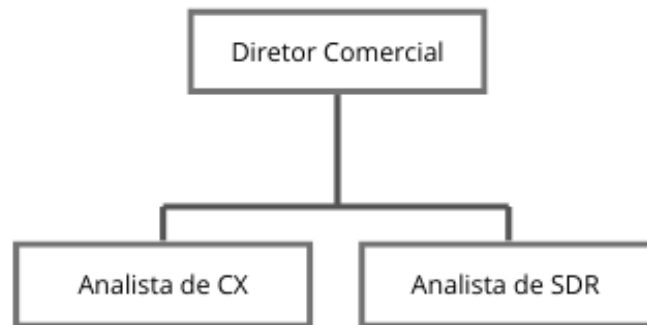 Diretor Comercial
Analista de CX
Analista de SDR